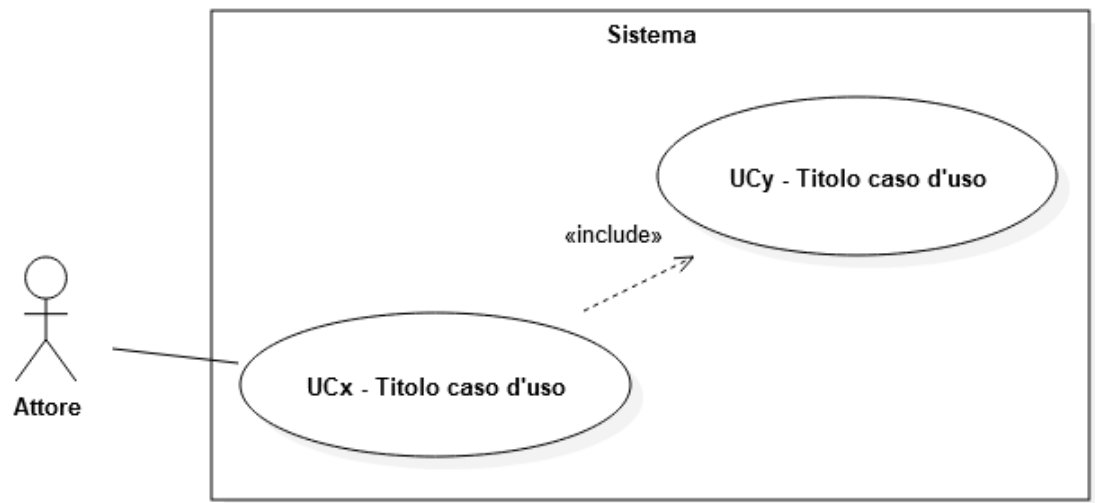 Sistema
UCy - Titolo caso d'uso
«include»
UCx - Titolo caso d'uso
Attore